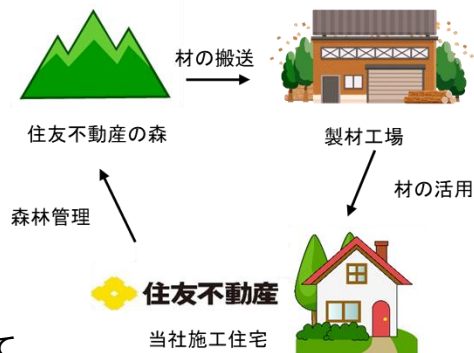 材の搬送
住友不動産の森
製材工場
森林管理
材の活用
住友不動産
当社施工住宅
て